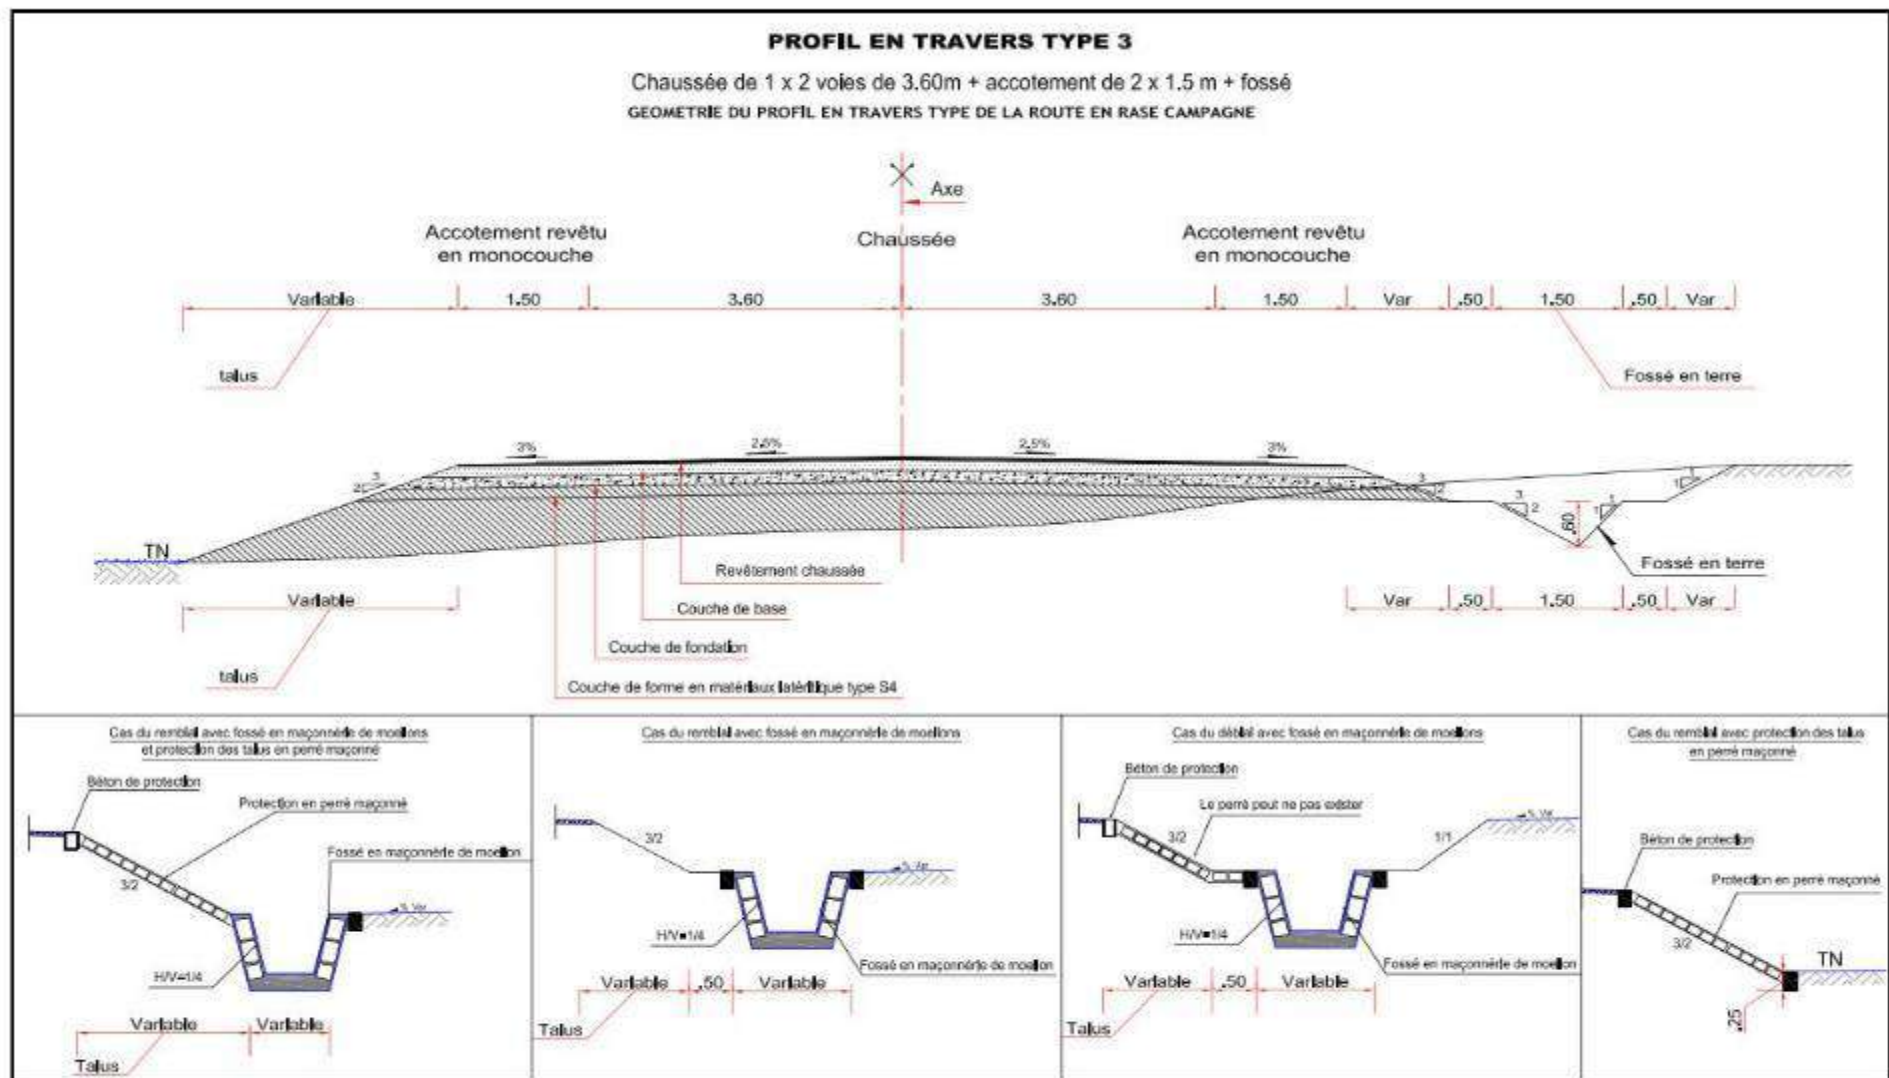 PROFIL EN TRAVERS TYPE 3
Chaussée de 1 x 2 voies de 3.60m + accotement de 2 x 1.5 m + fossé
GEOMETRIE DU PROFIL EN TRAVERS TYPE DE LA ROUTE EN RASE CAMPAGNE
Axe
Accotement revêtu
en monocouche
Chaussée
Accotement revêtu
en monocouche
Variable 1.50 3.60 3.60 1.50 Var .50 1.50 .50 Var
talus
Fossé en terre
3% 2.5% 2.5% 3%
3
2
3
2
3
2
1
1
1
1
.60
TN
Fossé en terre
Revêtement chaussée
Variable
Couche de base
Var .50 1.50 .50 Var
Couche de fondation
talus
Couche de forme en matériaux latéritique type S4
Cas du remblai avec fossé en maçonnérie de moellons
et protection des talus en perré maçonné
Béton de protection
Protection en perré maçonné
Fossé en maçonnérie de moellon
3/2
% Var
H/V=1/4
Variable Variable
Talus
Cas du remblai avec fossé en maçonnérie de moellons
3/2
% Var
H/V=1/4
Fossé en maçonnérie de moellon
Variable .50 Variable
Talus
Cas du déblai avec fossé en maçonnérie de moellons
Béton de protection
Le perré peut ne pas exister
3/2
1/1
% Var
H/V=1/4
Fossé en maçonnérie de moellon
Variable .50 Variable
Talus
Cas du remblai avec protection des talus
en perré maçonné
Béton de protection
Protection en perré maçonné
3/2
TN
.25